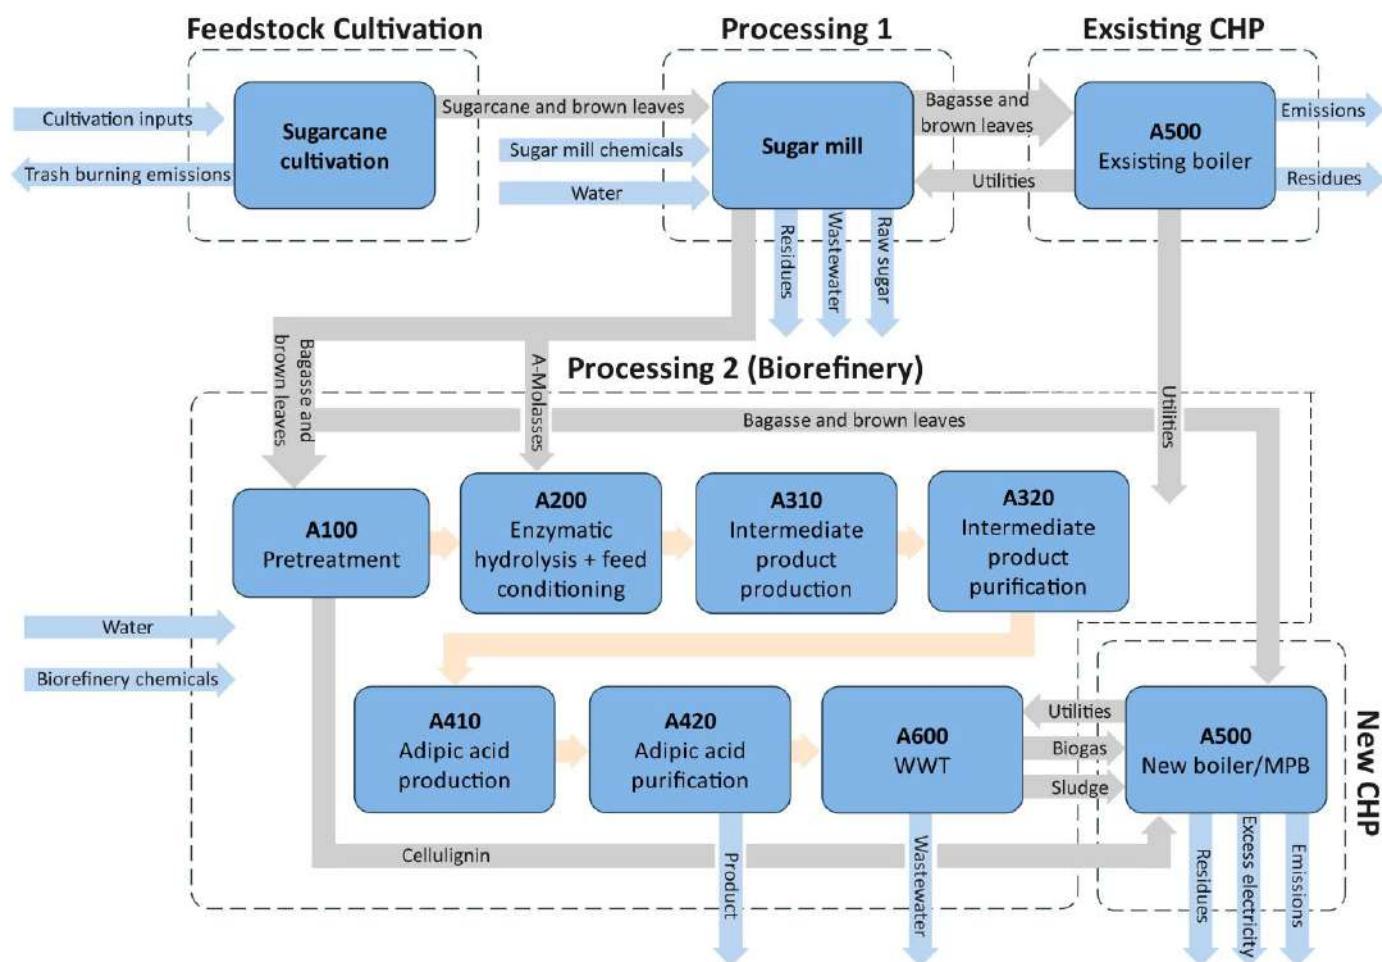 Feedstock Cultivation
Processing 1
Exsisting CHP
Cultivation inputs
Trash burning emissions
Sugarcane
cultivation
Sugarcane and brown leaves
Sugar mill chemicals
Water
Sugar mill
Bagasse and
brown leaves
Utilities
A500
Exsisting boiler
Emissions
Residues
Residues
Wastewater
Raw sugar
Bagasse and
brown leaves
A-Molasses
Utilities
Processing 2 (Biorefinery)
Bagasse and brown leaves
A100
Pretreatment
A200
Enzymatic
hydrolysis + feed
conditioning
A310
Intermediate
product
production
A320
Intermediate
product
purification
Water
Biorefinery chemicals
A410
Adipic acid
production
A420
Adipic acid
purification
A600
WWT
Utilities
Biogas
Sludge
A500
New boiler/MPB
New CHP
Cellulignin
Product
Wastewater
Residues
Excess electricity
Emissions